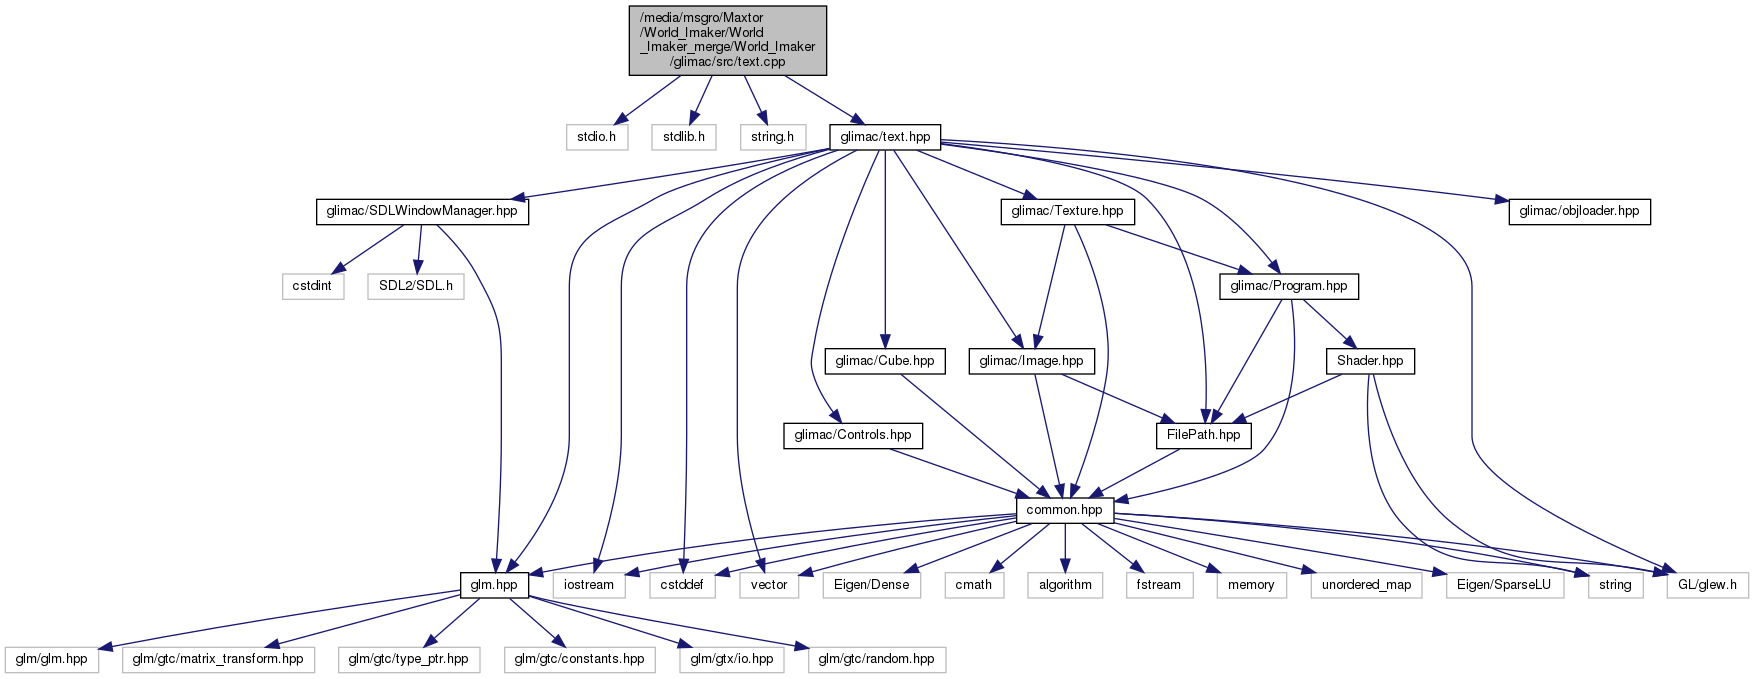 /media/msgro/Maxtor
/World_Imaker/World
_Imaker_merge/World_Imaker
/glimac/src/text.cpp
stdio.h
stdlib.h
string.h
glimac/text.hpp
glimac/SDLWindowManager.hpp
glimac/Texture.hpp
glimac/objloader.hpp
cstdint
SDL2/SDL.h
glimac/Program.hpp
glimac/Cube.hpp
glimac/Image.hpp
Shader.hpp
glimac/Controls.hpp
FilePath.hpp
common.hpp
glm.hpp
iostream
cstddef
vector
Eigen/Dense
cmath
algorithm
fstream
memory
unordered_map
Eigen/SparseLU
string
GL/glew.h
glm/glm.hpp
glm/gtc/matrix_transform.hpp
glm/gtc/type_ptr.hpp
glm/gtc/constants.hpp
glm/gtx/io.hpp
glm/gtc/random.hpp